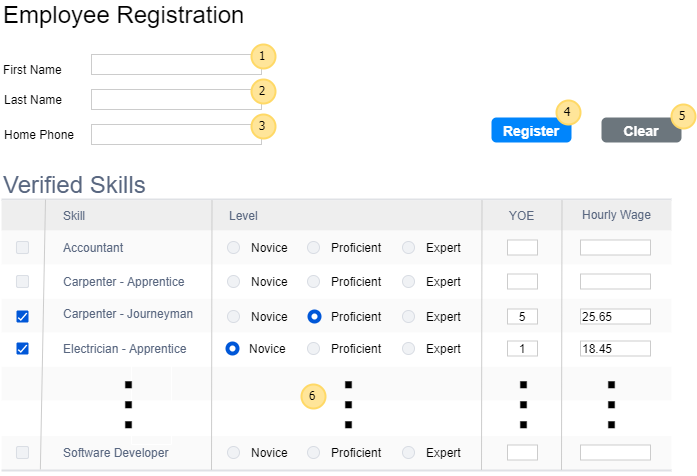 Employee Registration
First Name 1
Last Name 2
Home Phone 3
Register 4
Clear 5
Verified Skills
Skill Level YOE Hourly Wage
Accountant Novice Proficient Expert
Carpenter - Apprentice Novice Proficient Expert
Carpenter - Journeyman Novice Proficient Expert 5 25.65
Electrician - Apprentice Novice Proficient Expert 1 18.45
6
Software Developer Novice Proficient Expert